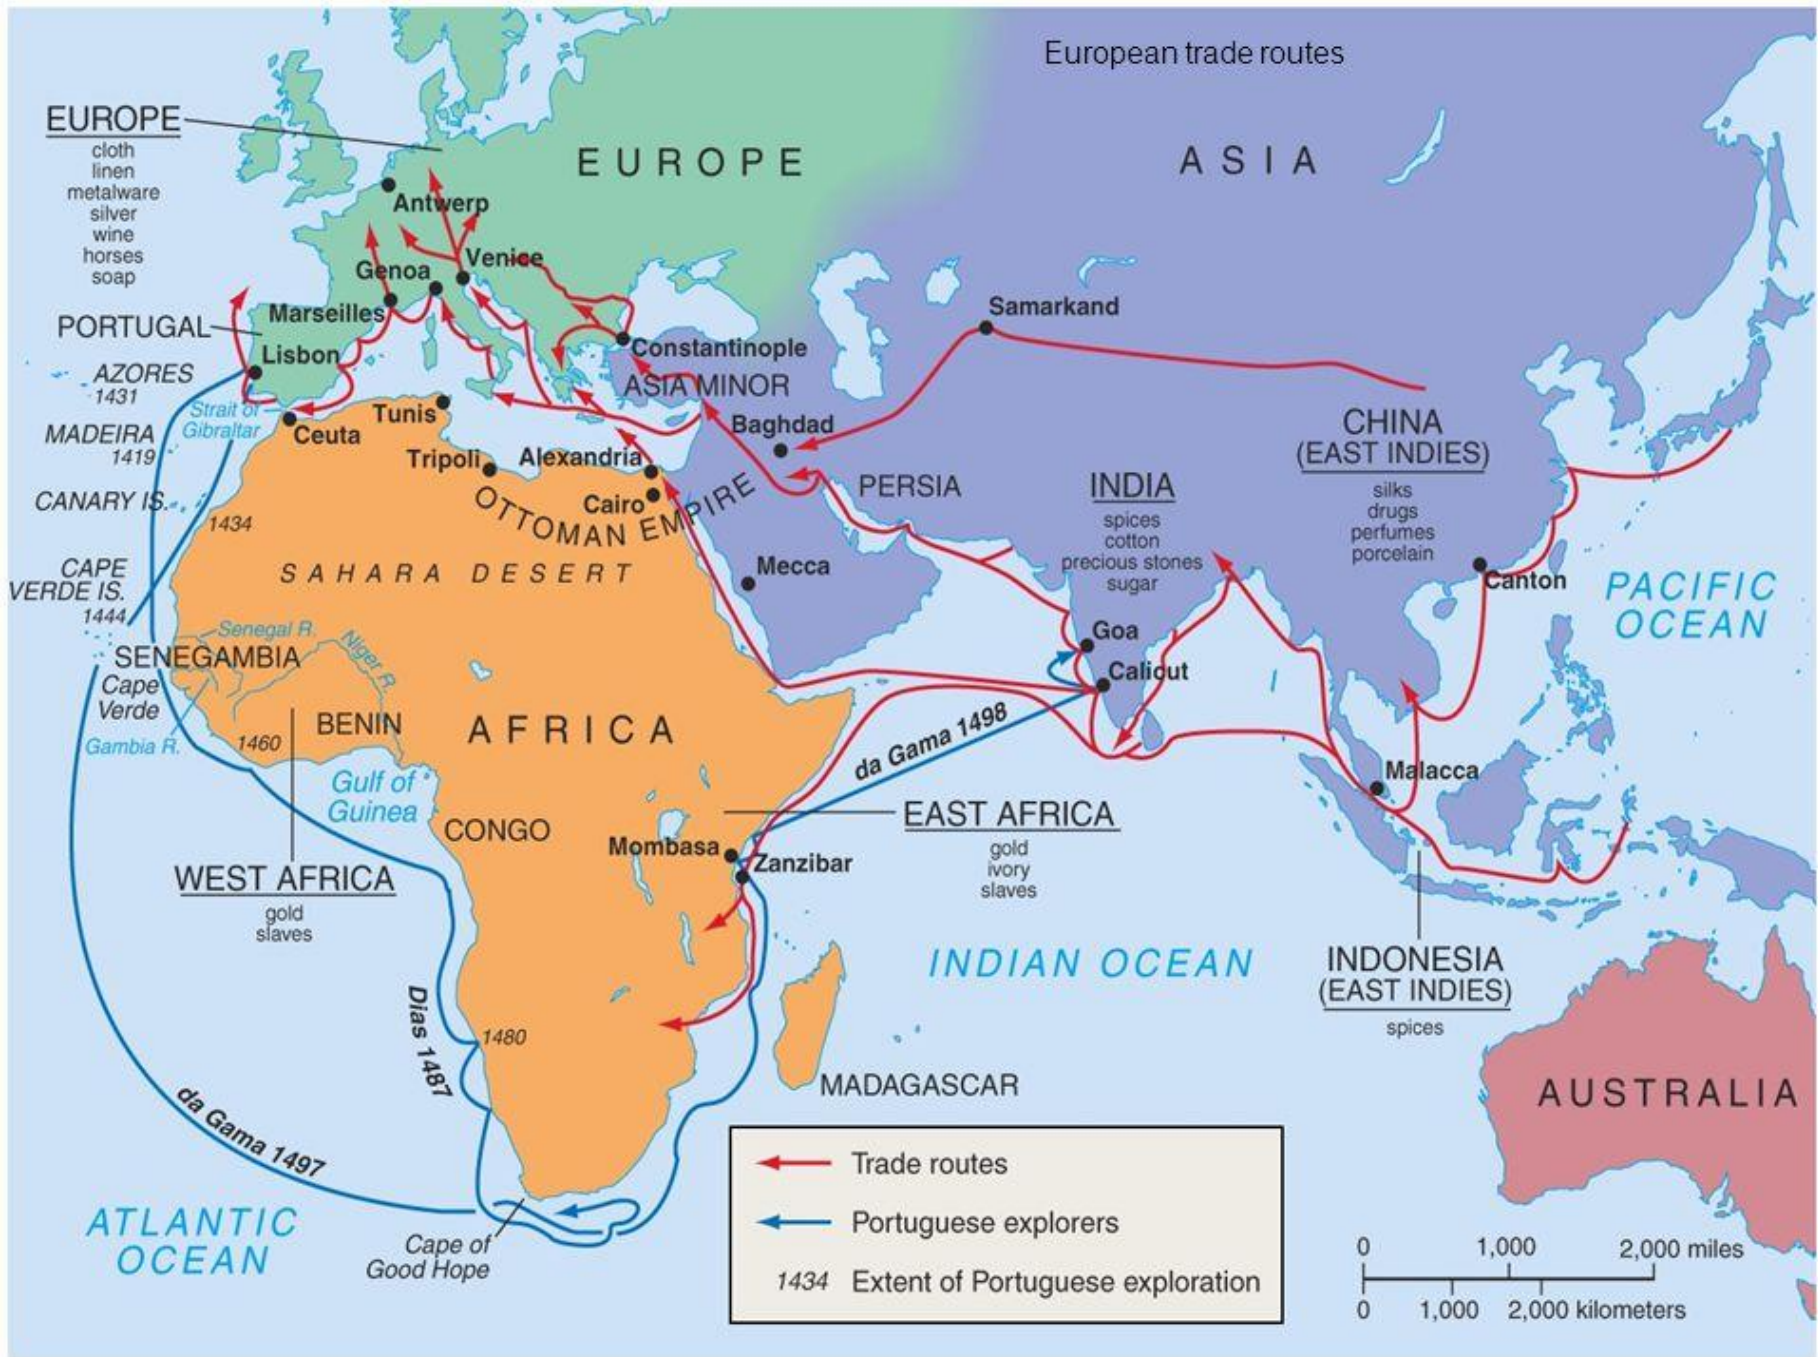 European trade routes
EUROPE
cloth
linen
metalware
silver
wine
horses
soap
EUROPE
ASIA
Antwerp
Venice
Genoa
Marseilles
PORTUGAL
Lisbon
Samarkand
Constantinople
ASIA MINOR
AZORES
1431
Strait of
Gibraltar
Ceuta
Tunis
Baghdad
MADEIRA
1419
Tripoli
Alexandria
Cairo
OTTOMAN EMPIRE
PERSIA
CANARY IS.
1434
SAHARA DESERT
Mecca
INDIA
spices
cotton
precious stones
sugar
CHINA
(EAST INDIES)
silks
drugs
perfumes
porcelain
Canton
PACIFIC
OCEAN
CAPE
VERDE IS.
1444
Senegal R.
Niger R.
SENEGAMBIA
Cape
Verde
Gambia R.
1460
BENIN
AFRICA
Goa
Calicut
da Gama 1498
Gulf of
Guinea
CONGO
Malacca
EAST AFRICA
gold
ivory
slaves
Mombasa
Zanzibar
WEST AFRICA
gold
slaves
INDIAN OCEAN
INDONESIA
(EAST INDIES)
spices
Dias 1487
1480
MADAGASCAR
AUSTRALIA
da Gama 1497
ATLANTIC
OCEAN
Cape of
Good Hope
Trade routes
Portuguese explorers
1434 Extent of Portuguese exploration
0 1,000 2,000 miles
0 1,000 2,000 kilometers